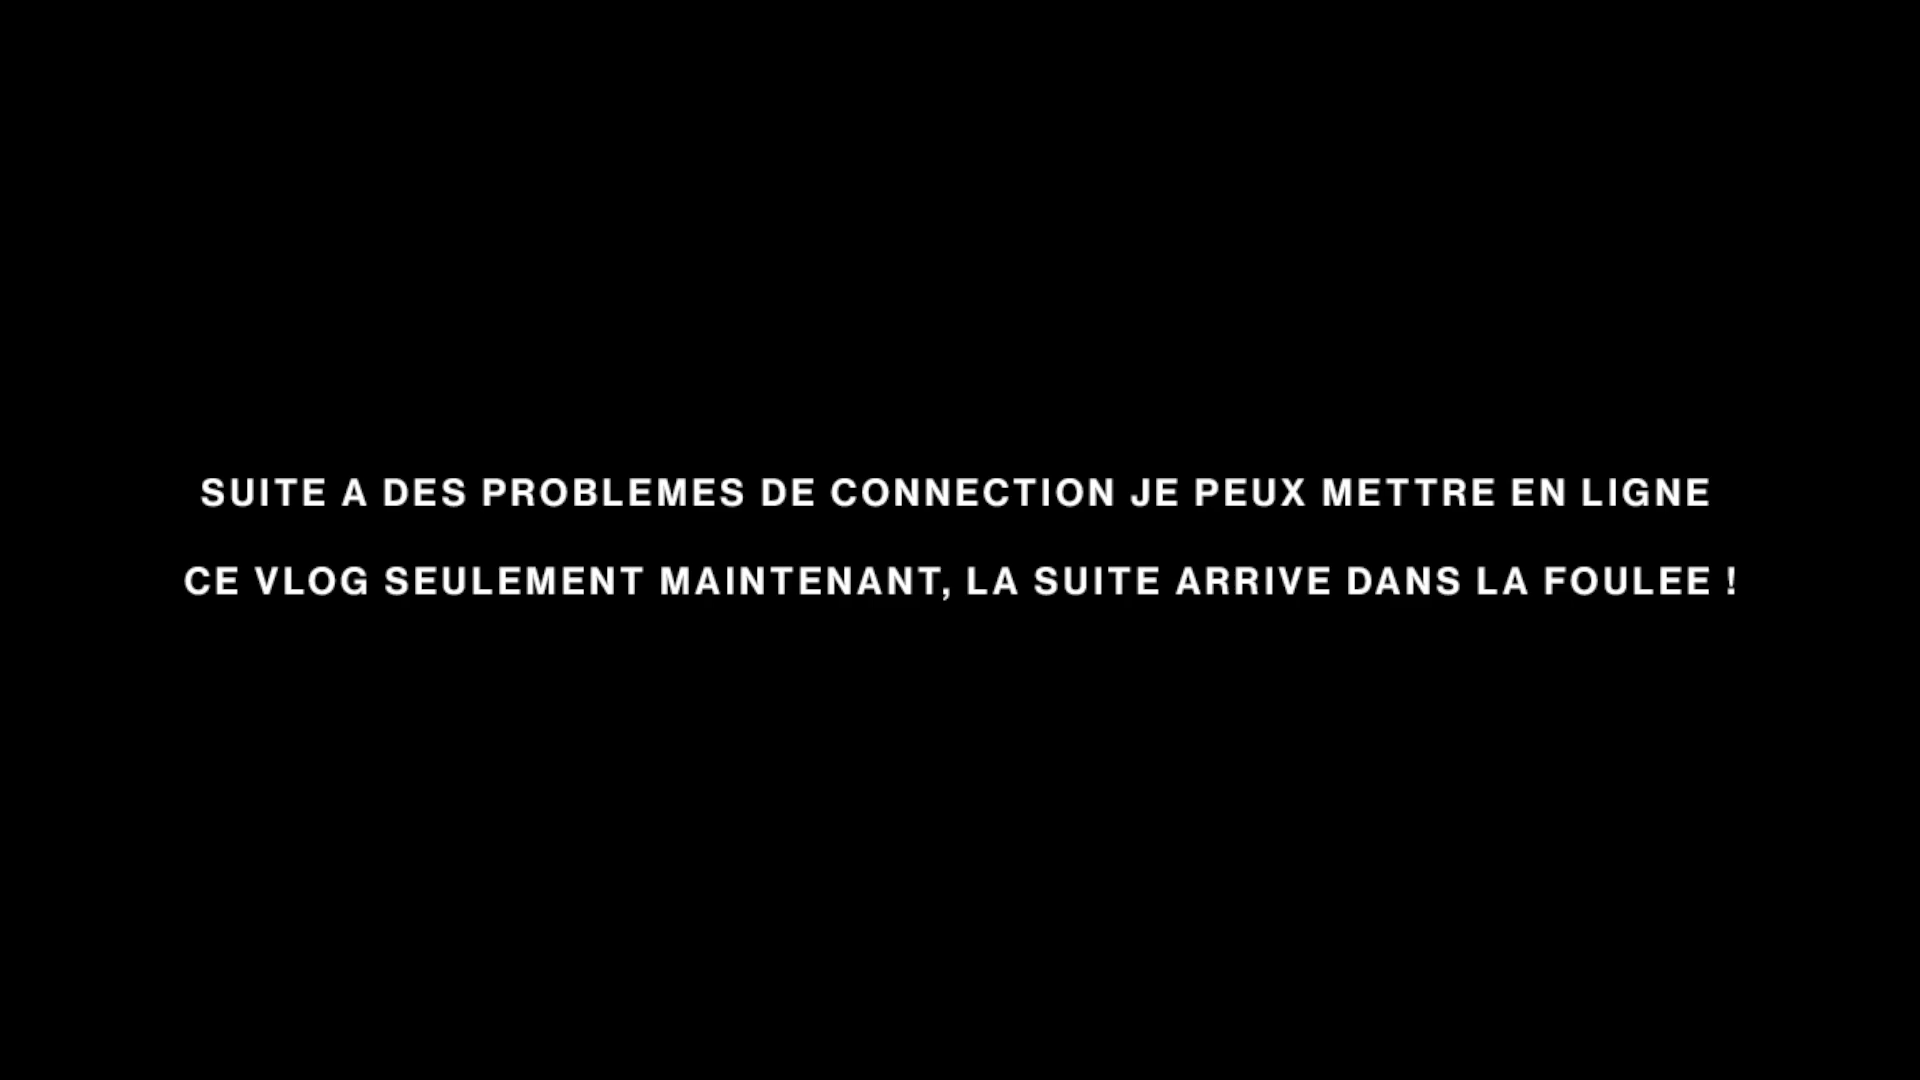 SUITE A DES PROBLEMES DE CONNECTION JE PEUX METTRE EN LIGNE
CE VLOG SEULEMENT MAINTENANT, LA SUITE ARRIVE DANS LA FOULEE !